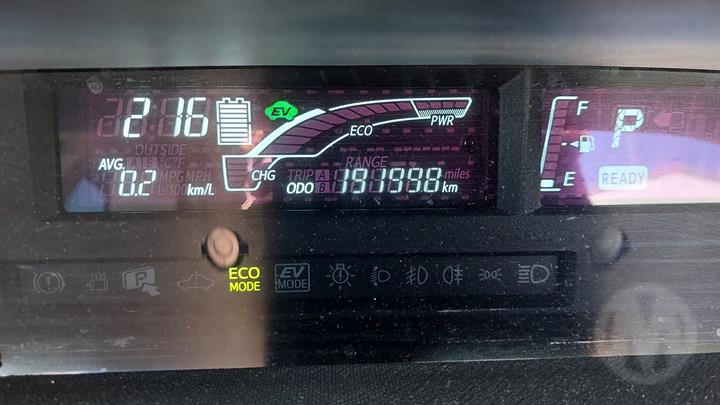 2:16
EV
F
P
OUTSIDE
ECO
PWR
AVG. A B
MPG MPH
0.2 L/100 km/L
CHG
RANGE
TRIP A B miles
ODO 191998 km
E
READY
P
ECO MODE
EV MODE